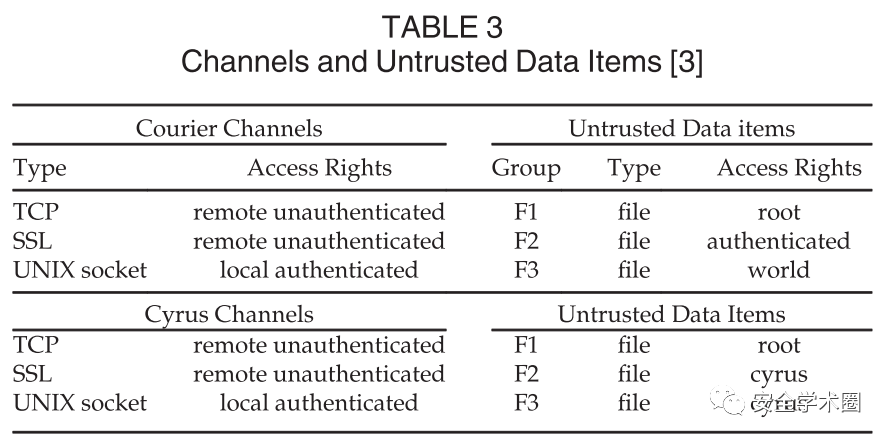 TABLE 3
Channels and Untrusted Data Items [3]
Courier Channels Untrusted Data items
Type Access Rights Group Type Access Rights
TCP remote unauthenticated F1 file root
SSL remote unauthenticated F2 file authenticated
UNIX socket local authenticated F3 file world
Cyrus Channels Untrusted Data Items
TCP remote unauthenticated F1 file root
SSL remote unauthenticated F2 file cyrus
UNIX socket local authenticated F3 file
安全学术圈